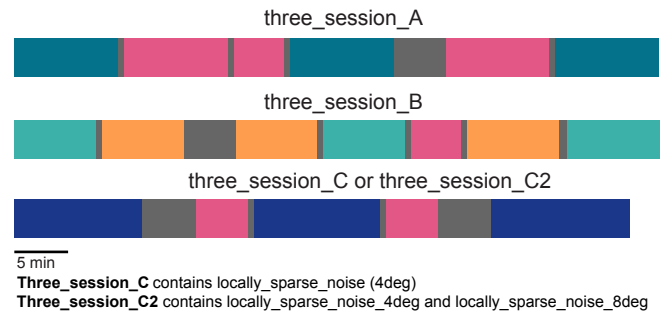 three_session_A
three_session_B
three_session_C or three_session_C2
5 min
Three_session_C contains locally_sparse_noise (4deg)
Three_session_C2 contains locally_sparse_noise_4deg and locally_sparse_noise_8deg